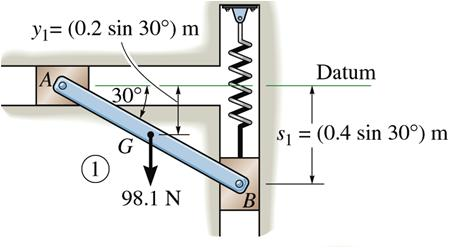 y₁= (0.2 sin 30°) m
Datum
A
30°
s₁ = (0.4 sin 30°) m
G
1
98.1 N
B